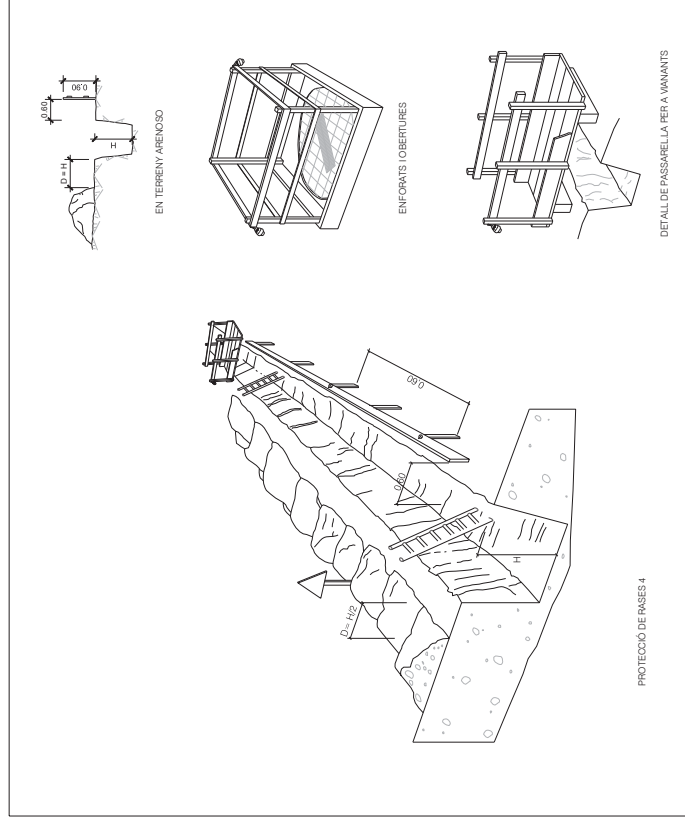 0.60
0.90
H
D = H
EN TERRENY ARENOSO
ENFORATS I OBERTURES
DETALL DE PASSARELLA PER A VIANANTS
0.60
0.60
D = H/2
H
PROTECCIÓ DE RASES 4